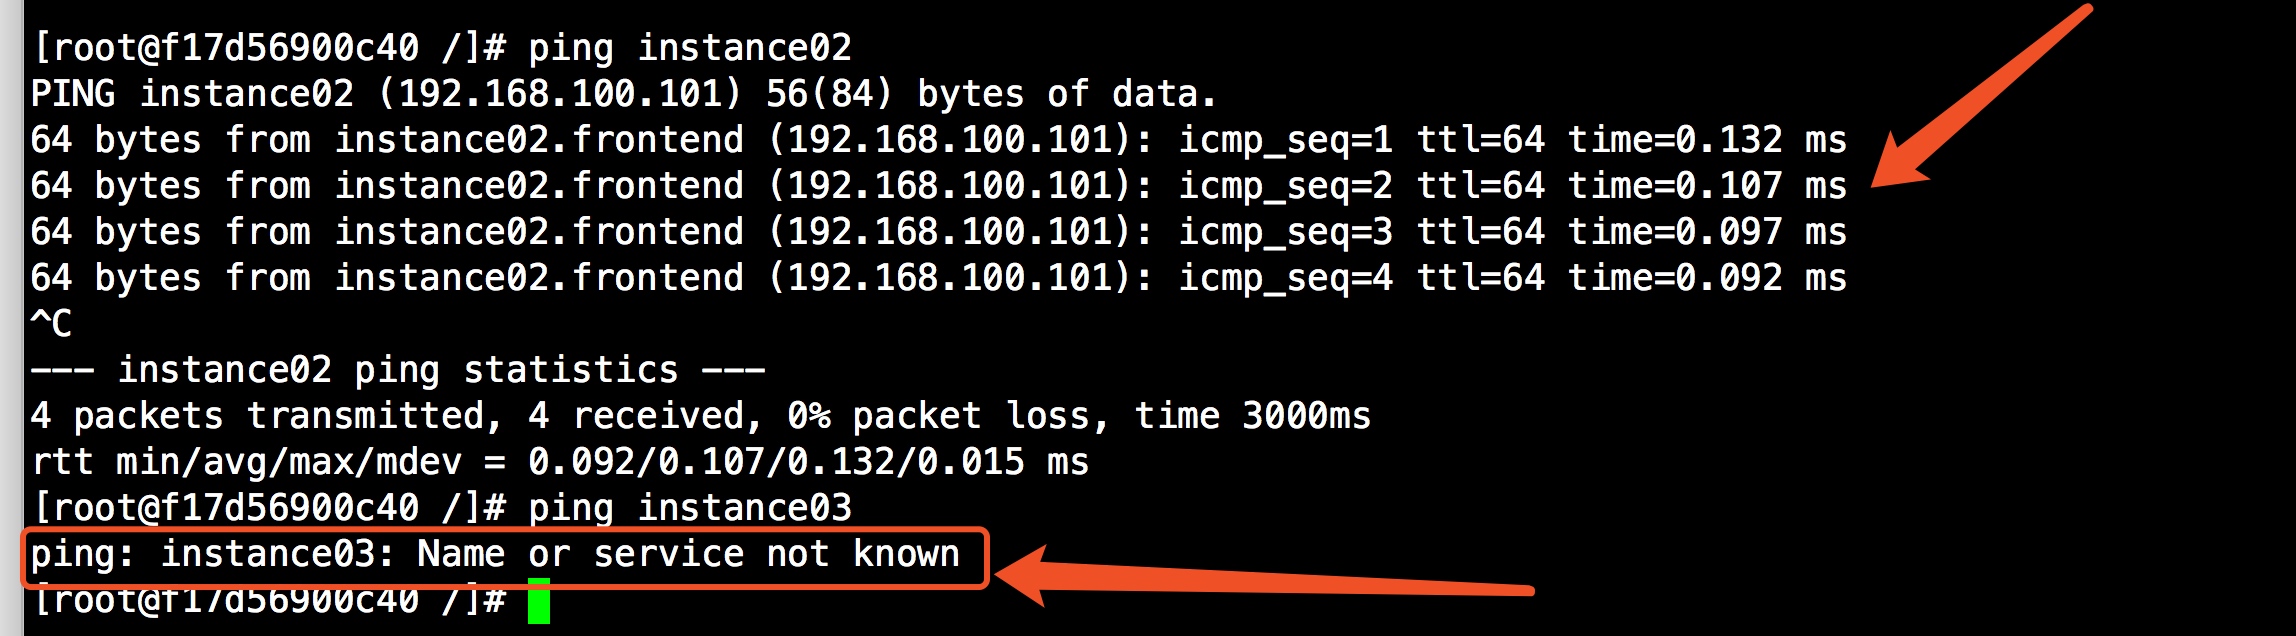 [root@f17d56900c40 /]# ping instance02
PING instance02 (192.168.100.101) 56(84) bytes of data.
64 bytes from instance02.frontend (192.168.100.101): icmp_seq=1 ttl=64 time=0.132 ms
64 bytes from instance02.frontend (192.168.100.101): icmp_seq=2 ttl=64 time=0.107 ms
64 bytes from instance02.frontend (192.168.100.101): icmp_seq=3 ttl=64 time=0.097 ms
64 bytes from instance02.frontend (192.168.100.101): icmp_seq=4 ttl=64 time=0.092 ms
^C
--- instance02 ping statistics ---
4 packets transmitted, 4 received, 0% packet loss, time 3000ms
rtt min/avg/max/mdev = 0.092/0.107/0.132/0.015 ms
[root@f17d56900c40 /]# ping instance03
ping: instance03: Name or service not known
[root@f17d56900c40 /]#